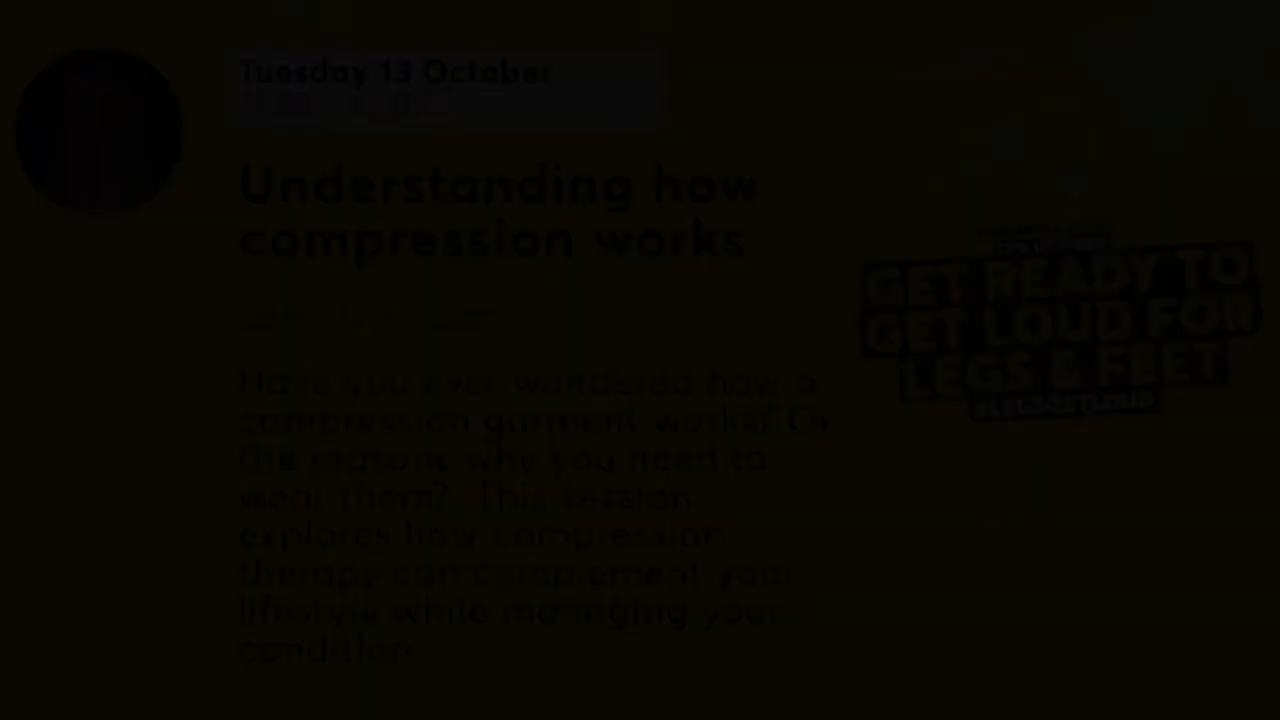 Tuesday 13 October
Understanding how
compression works
Have you ever wondered how a
compression garment works? Or
the reasons why you need to
wear them? This session
explores how compression
therapy can complement your
lifestyle while managing your
condition
GET READY TO
GET LOUD FOR
LEGS & FEET
#LEGSGETLOUD